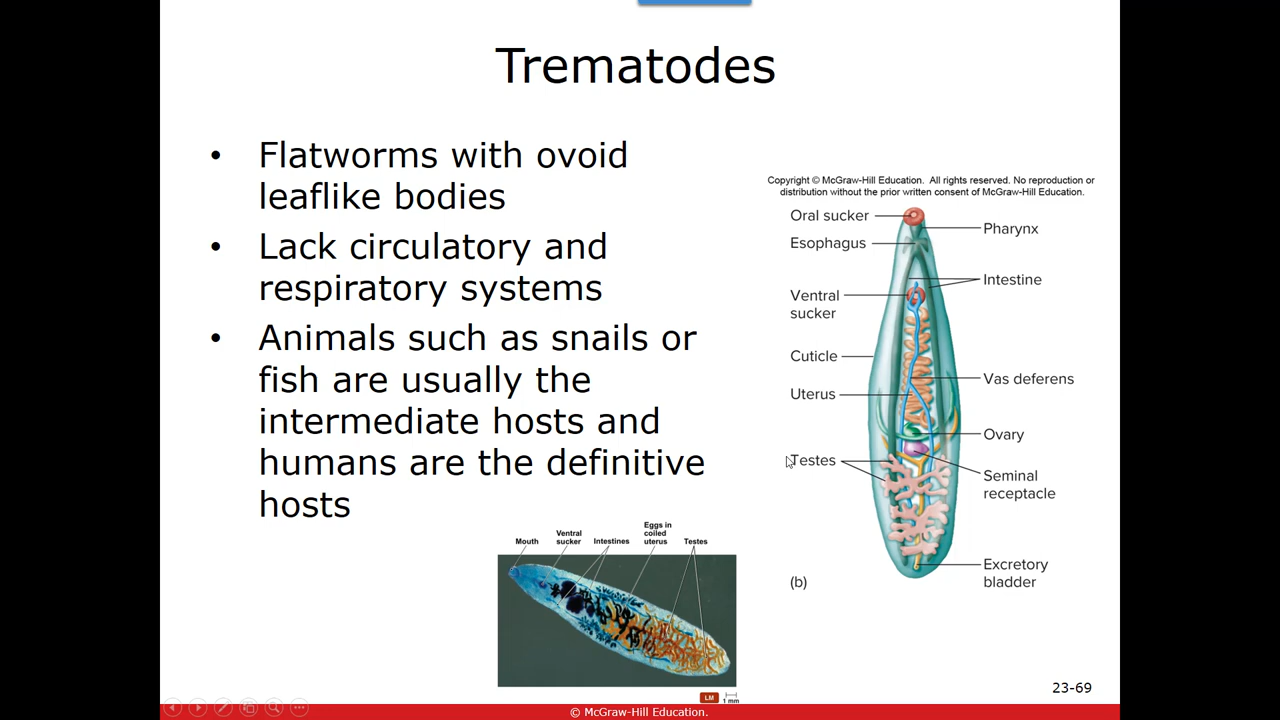 Trematodes
• Flatworms with ovoid
leaflike bodies
• Lack circulatory and
respiratory systems
• Animals such as snails or
fish are usually the
intermediate hosts and
humans are the definitive
hosts
Copyright © McGraw-Hill Education. All rights reserved. No reproduction or
distribution without the prior written consent of McGraw-Hill Education.
Oral sucker
Pharynx
Esophagus
Intestine
Ventral
sucker
Cuticle
Vas deferens
Uterus
Ovary
Testes
Seminal
receptacle
Excretory
bladder
(b)
Mouth
Ventral
sucker
Intestines
Eggs in
coiled
uterus
Testes
LM
1 mm
23-69
© McGraw-Hill Education.